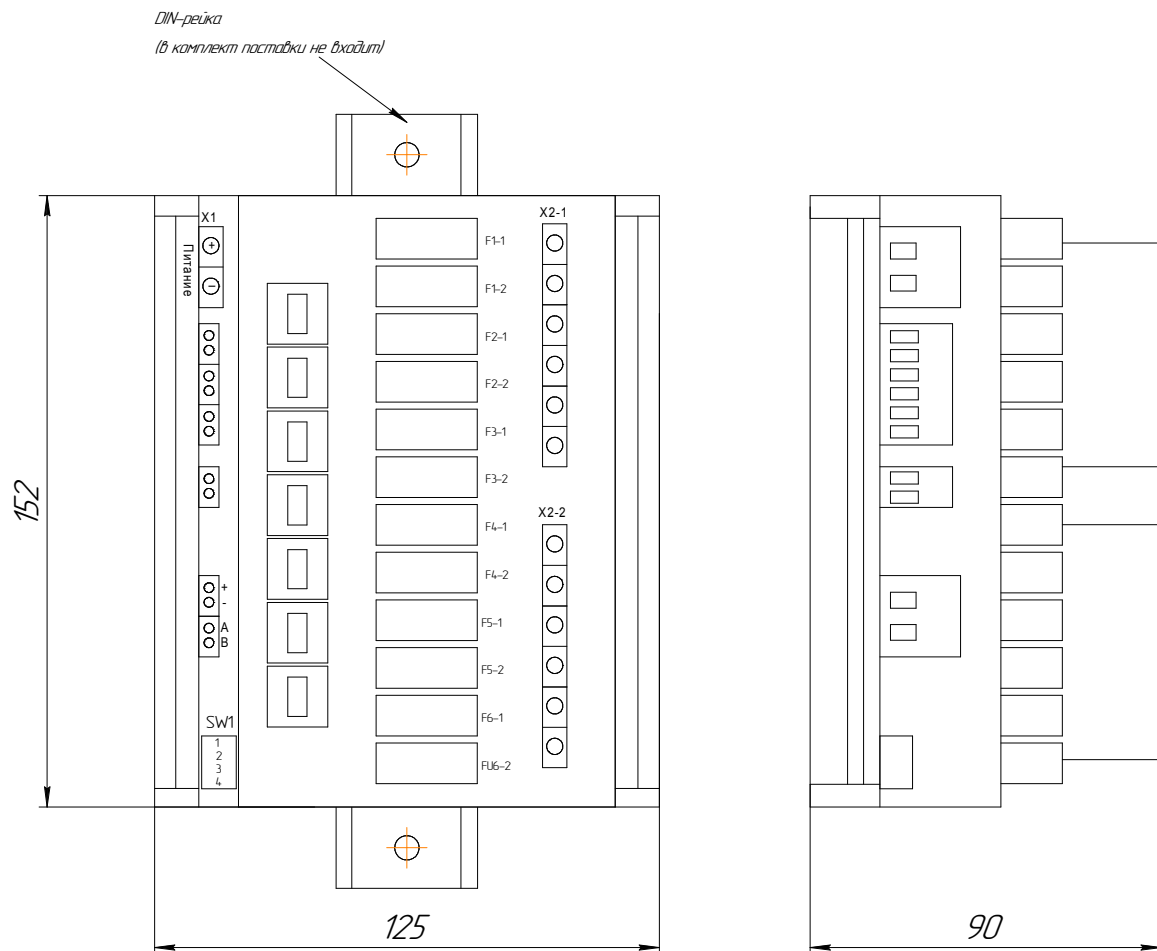 DIN-рейка
(в комплект поставки не входит)
X1
+
−
Питание
+
-
A
B
SW1
1
2
3
4
F1-1
F1-2
F2-1
F2-2
F3-1
F3-2
F4-1
F4-2
F5-1
F5-2
F6-1
FU6-2
X2-1
X2-2
152
125
90